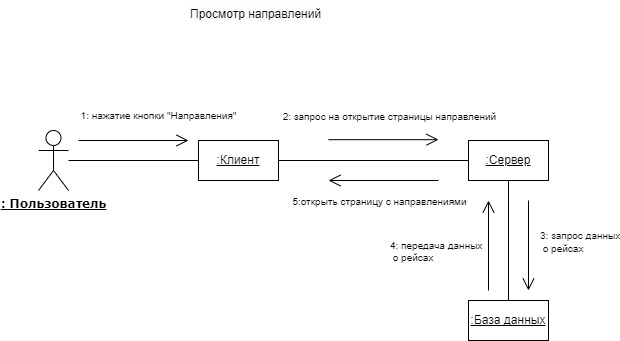 Просмотр направлений
1: нажатие кнопки "Направления"
2: запрос на открытие страницы направлений
:Клиент
:Сервер
: Пользователь
5:открыть страницу с направлениями
3: запрос данных
о рейсах
4: передача данных
о рейсах
:База данных